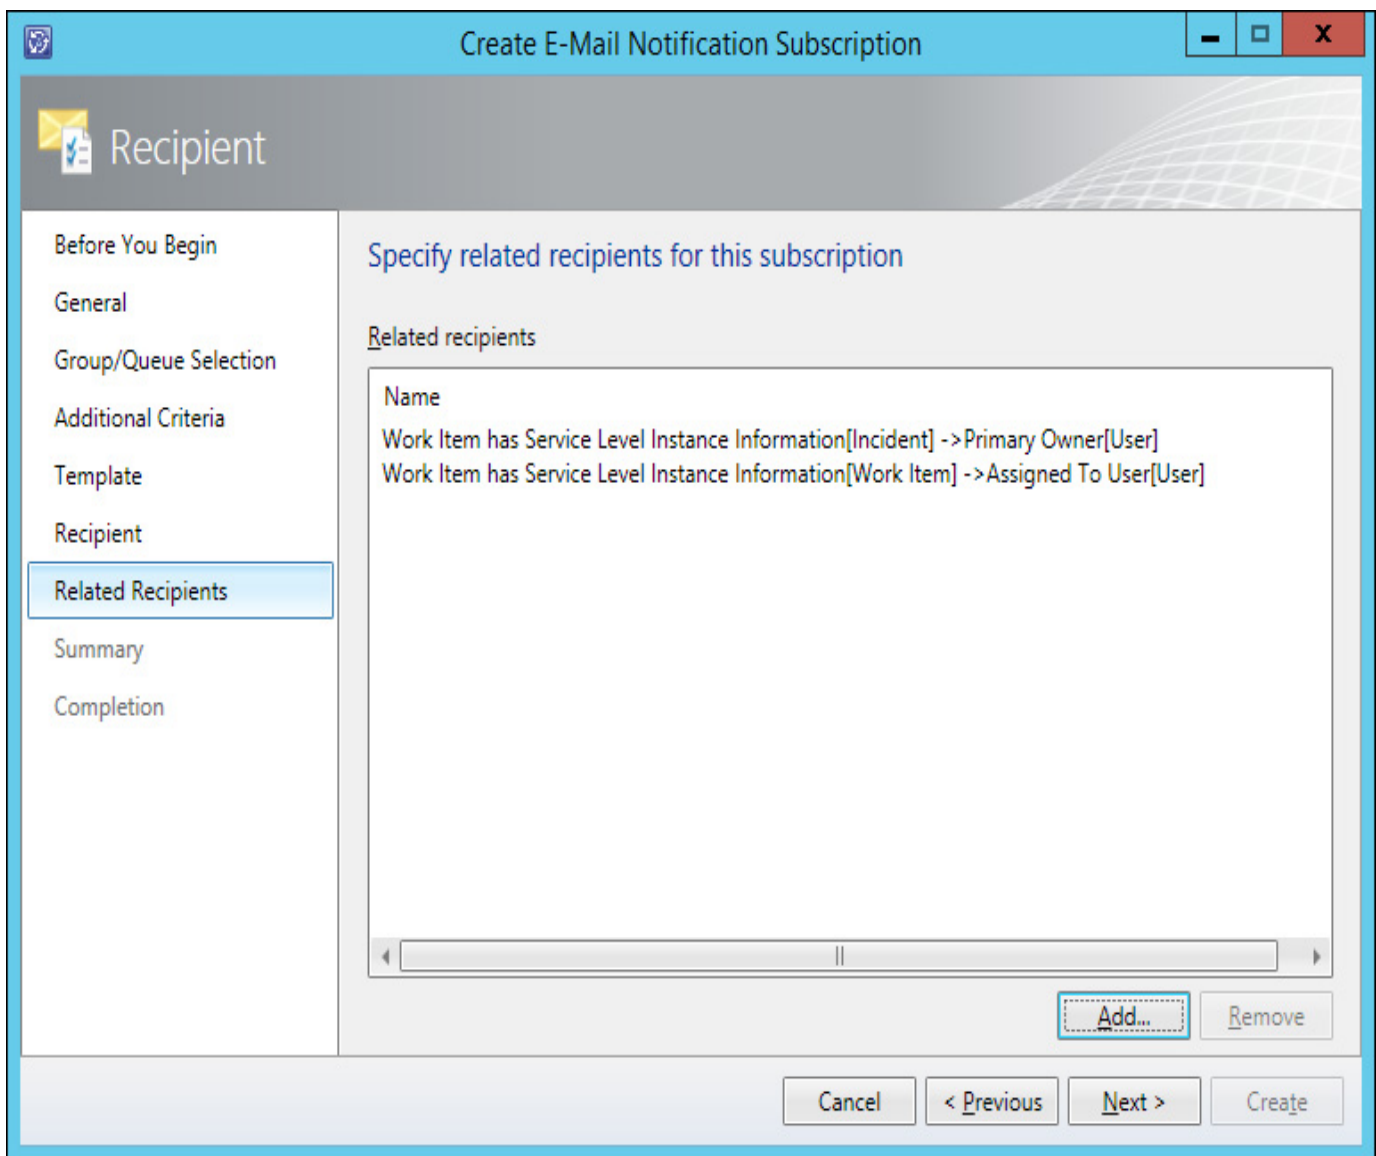 Create E-Mail Notification Subscription
Recipient
Before You Begin
General
Group/Queue Selection
Additional Criteria
Template
Recipient
Related Recipients
Summary
Completion
Specify related recipients for this subscription
Related recipients
Name
Work Item has Service Level Instance Information[Incident] ->Primary Owner[User]
Work Item has Service Level Instance Information[Work Item] ->Assigned To User[User]
Add...
Remove
Cancel
< Previous
Next >
Create